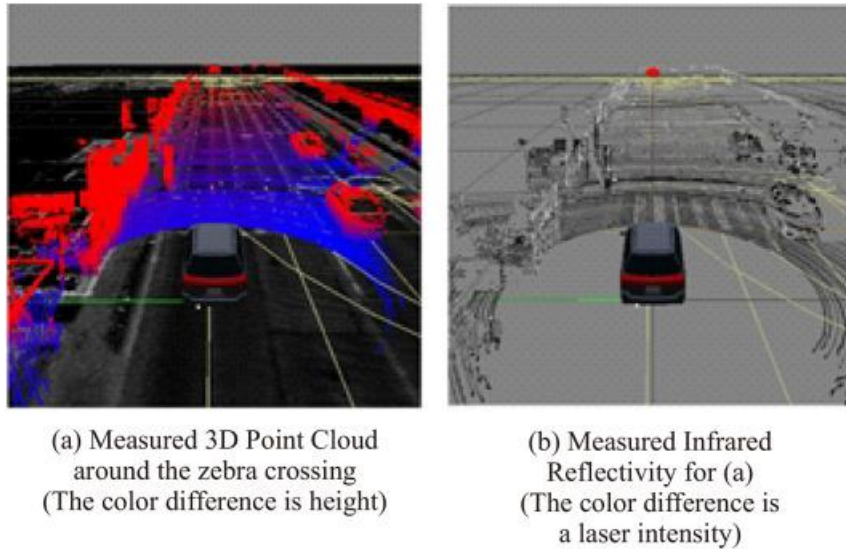 (a) Measured 3D Point Cloud
around the zebra crossing
(The color difference is height)
(b) Measured Infrared
Reflectivity for (a)
(The color difference is
a laser intensity)